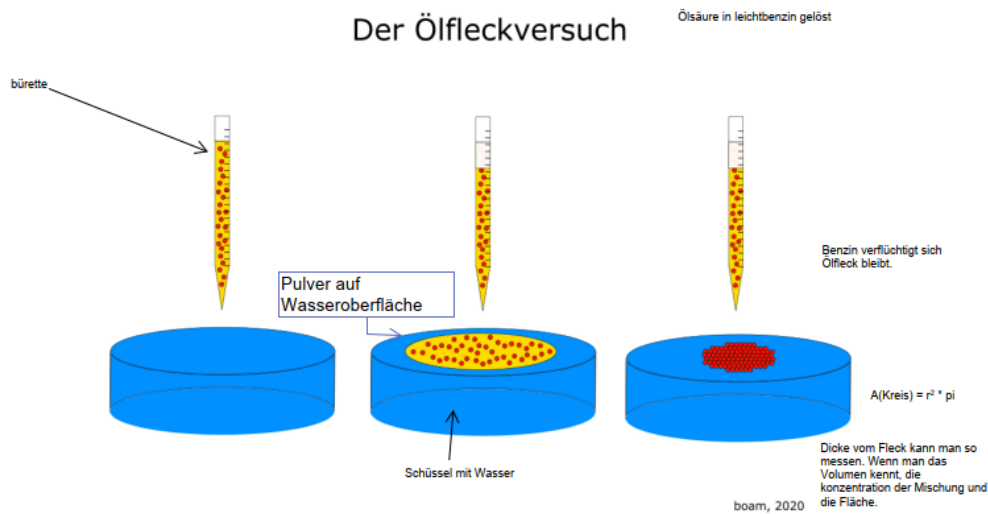 Der Ölfleckversuch
Ölsäure in leichtbenzin gelöst
bürette
Benzin verflüchtigt sich
Ölfleck bleibt.
Pulver auf
Wasseroberfläche
A(Kreis) = r² * pi
Schüssel mit Wasser
Dicke vom Fleck kann man so
messen. Wenn man das
Volumen kennt, die
konzentration der Mischung und
die Fläche.
boam, 2020